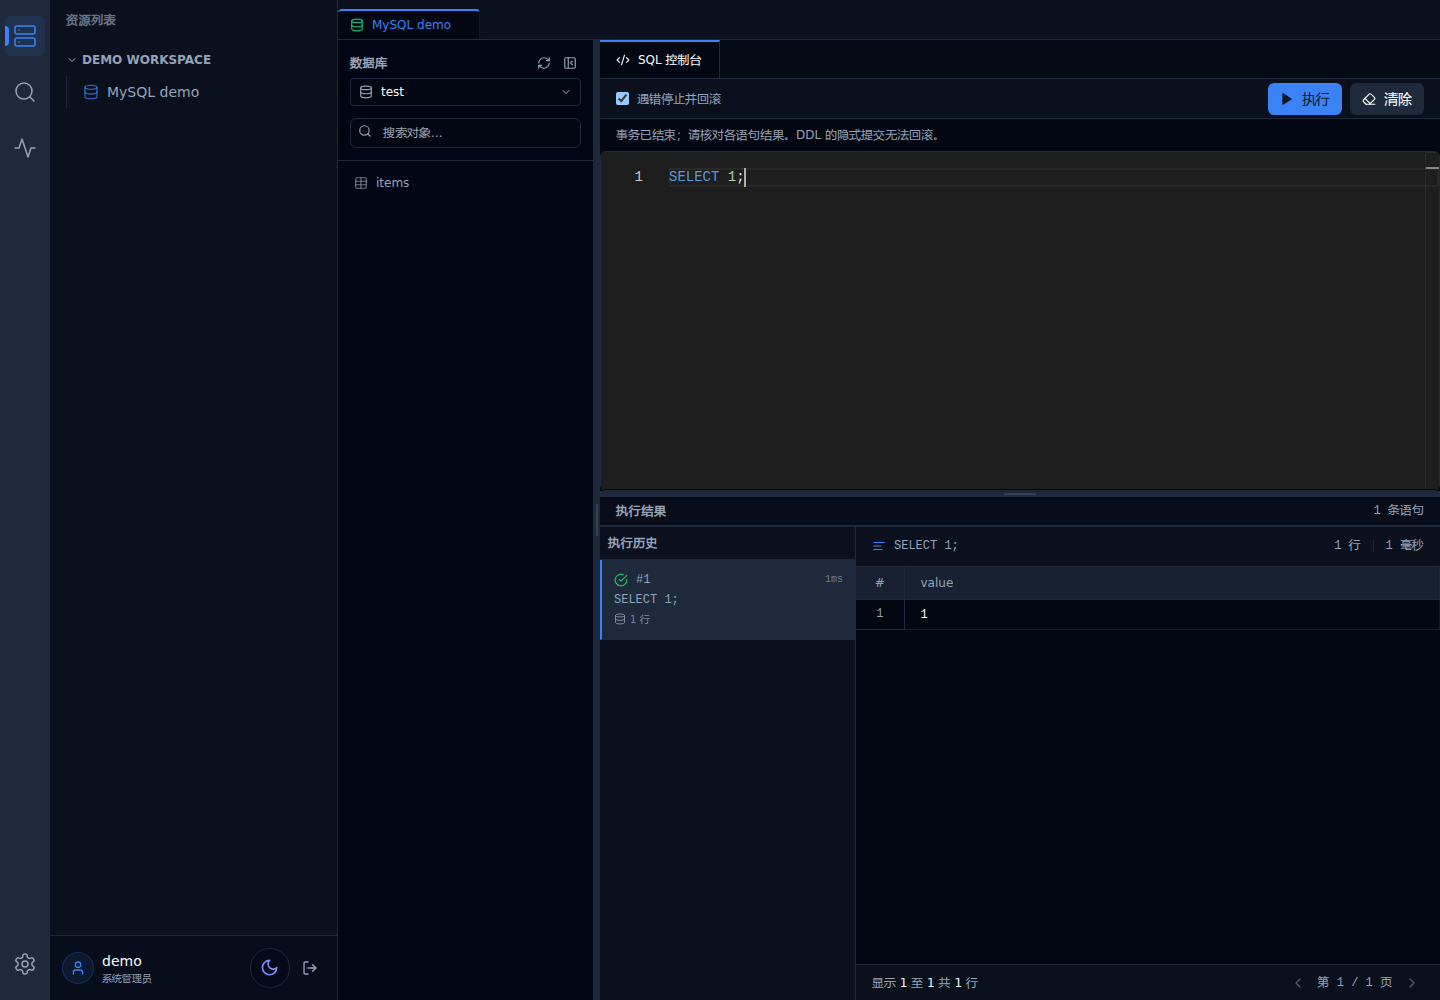 资源列表
DEMO WORKSPACE
MySQL demo
demo
系统管理员
MySQL demo
数据库
test
搜索对象...
items
SQL 控制台
遇错停止并回滚
执行
清除
事务已结束；请核对各语句结果。DDL 的隐式提交无法回滚。
1 SELECT 1;
执行结果
1 条语句
执行历史
#1 1ms
SELECT 1;
1 行
SELECT 1;
1 行 1 毫秒
# value
1 1
显示 1 至 1 共 1 行
第 1 / 1 页